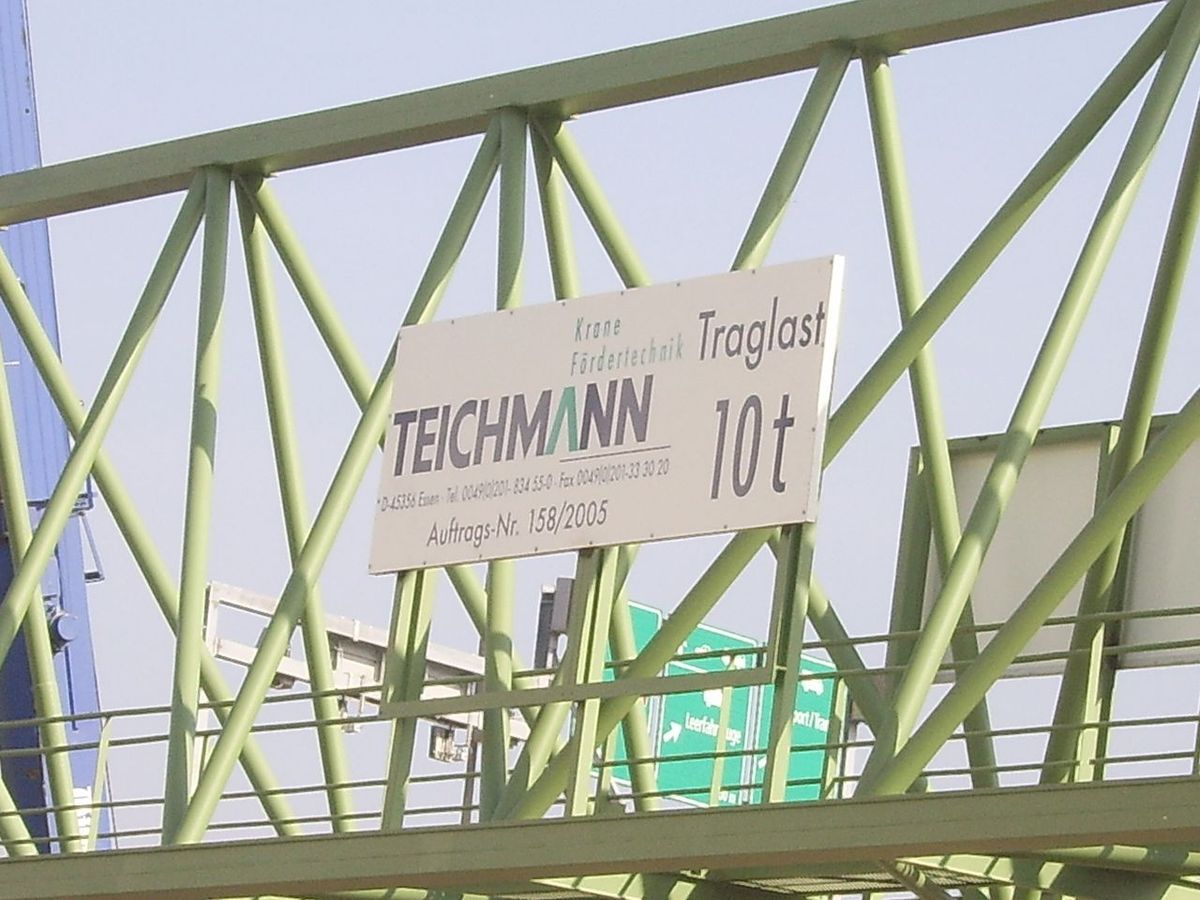 Krane
Fördertechnik
Traglast
TEICHMANN
10 t
D-45356 Essen · Tel. 0049(0)201- 834 55-0 · Fax 0049(0)201-33 30 20
Auftrags-Nr. 158/2005